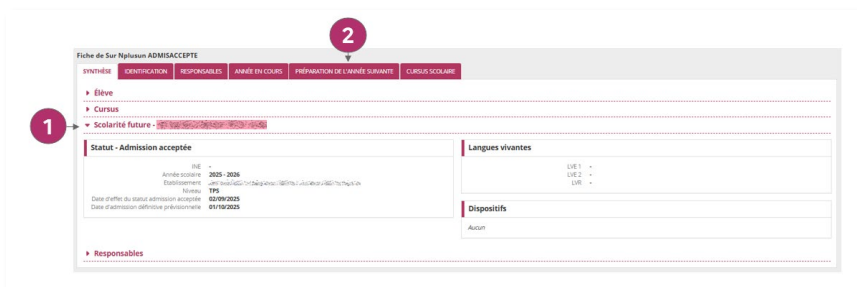 2
Fiche de Sur Nplusun ADMISACCEPTE
SYNTHÈSE IDENTIFICATION RESPONSABLES ANNÉE EN COURS PRÉPARATION DE L'ANNÉE SUIVANTE CURSUS SCOLAIRE
Élève
Cursus
1
Scolarité future -
Statut - Admission acceptée
INE -
Année scolaire 2025 - 2026
Etablissement
Niveau TPS
Date d'effet du statut admission acceptée 02/09/2025
Date d'admission définitive prévisionnelle 01/10/2025
Langues vivantes
LVE 1 -
LVE 2 -
LVR -
Dispositifs
Aucun
Responsables